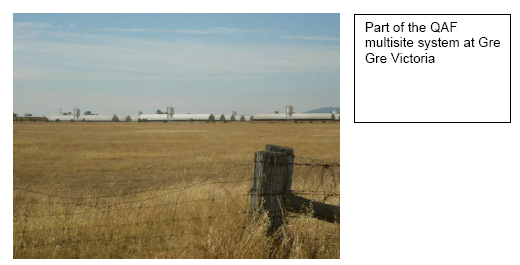 Part of the QAF
multisite system at Gre
Gre Victoria